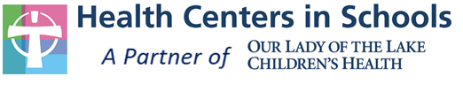 Health Centers in Schools
A Partner of OUR LADY OF THE LAKE
CHILDREN'S HEALTH